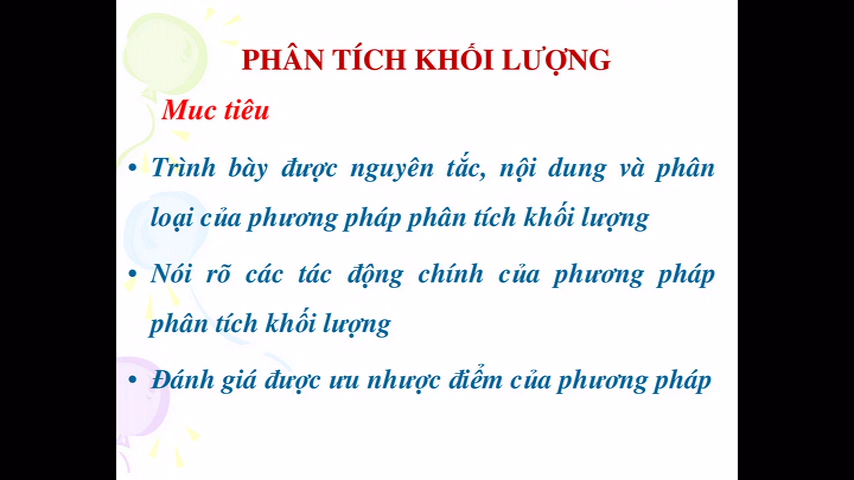 PHÂN TÍCH KHỐI LƯỢNG
Muc tiêu
• Trình bày được nguyên tắc, nội dung và phân
loại của phương pháp phân tích khối lượng
• Nói rõ các tác động chính của phương pháp
phân tích khối lượng
• Đánh giá được ưu nhược điểm của phương pháp